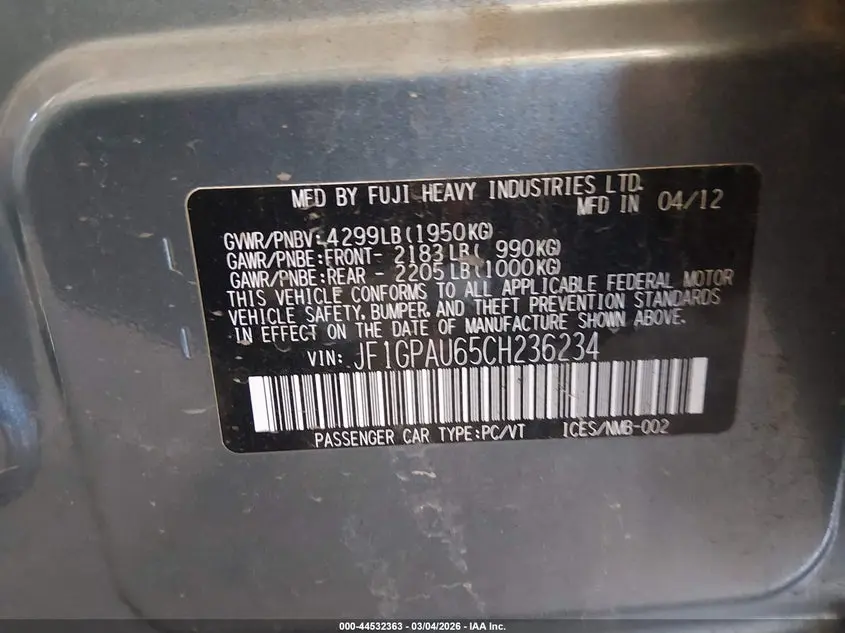 MFD BY FUJI HEAVY INDUSTRIES LTD.
MFD IN 04/12
GVWR/PNBV:4299LB(1950KG)
GAWR/PNBE:FRONT- 2183LB( 990KG)
GAWR/PNBE:REAR - 2205LB(1000KG)
THIS VEHICLE CONFORMS TO ALL APPLICABLE FEDERAL MOTOR
VEHICLE SAFETY, BUMPER, AND THEFT PREVENTION STANDARDS
IN EFFECT ON THE DATE OF MANUFACTURE SHOWN ABOVE.
VIN: JF1GPAU65CH236234
PASSENGER CAR TYPE:PC/VT ICES/NMB-002
000-44532363 - 03/04/2026 - IAA Inc.